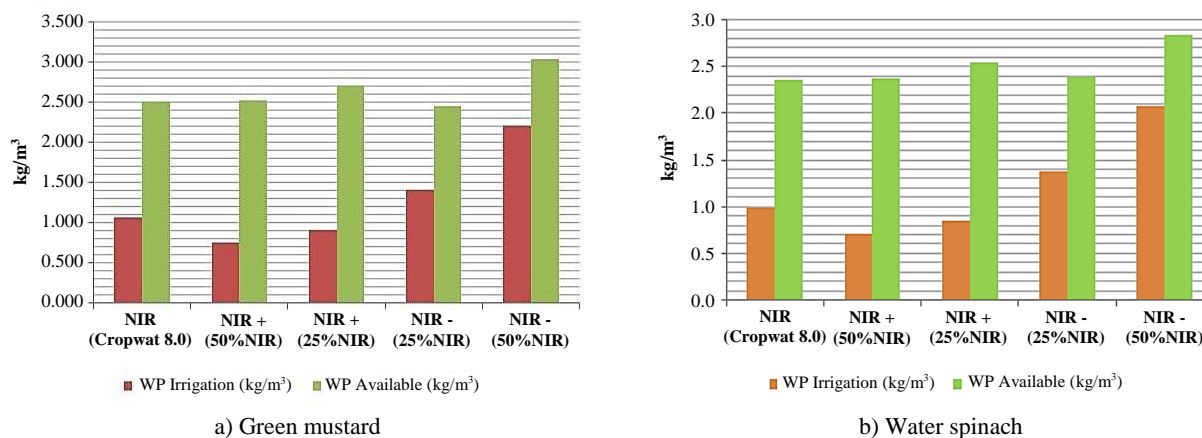 3.500
3.000
2.500
2.000
1.500
1.000
0.500
0.000
kg/m³
NIR (Cropwat 8.0)
NIR + (50%NIR)
NIR + (25%NIR)
NIR - (25%NIR)
NIR - (50%NIR)
WP Irrigation (kg/m³) WP Available (kg/m³)
a) Green mustard
3.0
2.5
2.0
1.5
1.0
0.5
0.0
kg/m³
NIR (Cropwat 8.0)
NIR + (50%NIR)
NIR + (25%NIR)
NIR - (25%NIR)
NIR - (50%NIR)
WP Irrigation (kg/m³) WP Available (kg/m³)
b) Water spinach